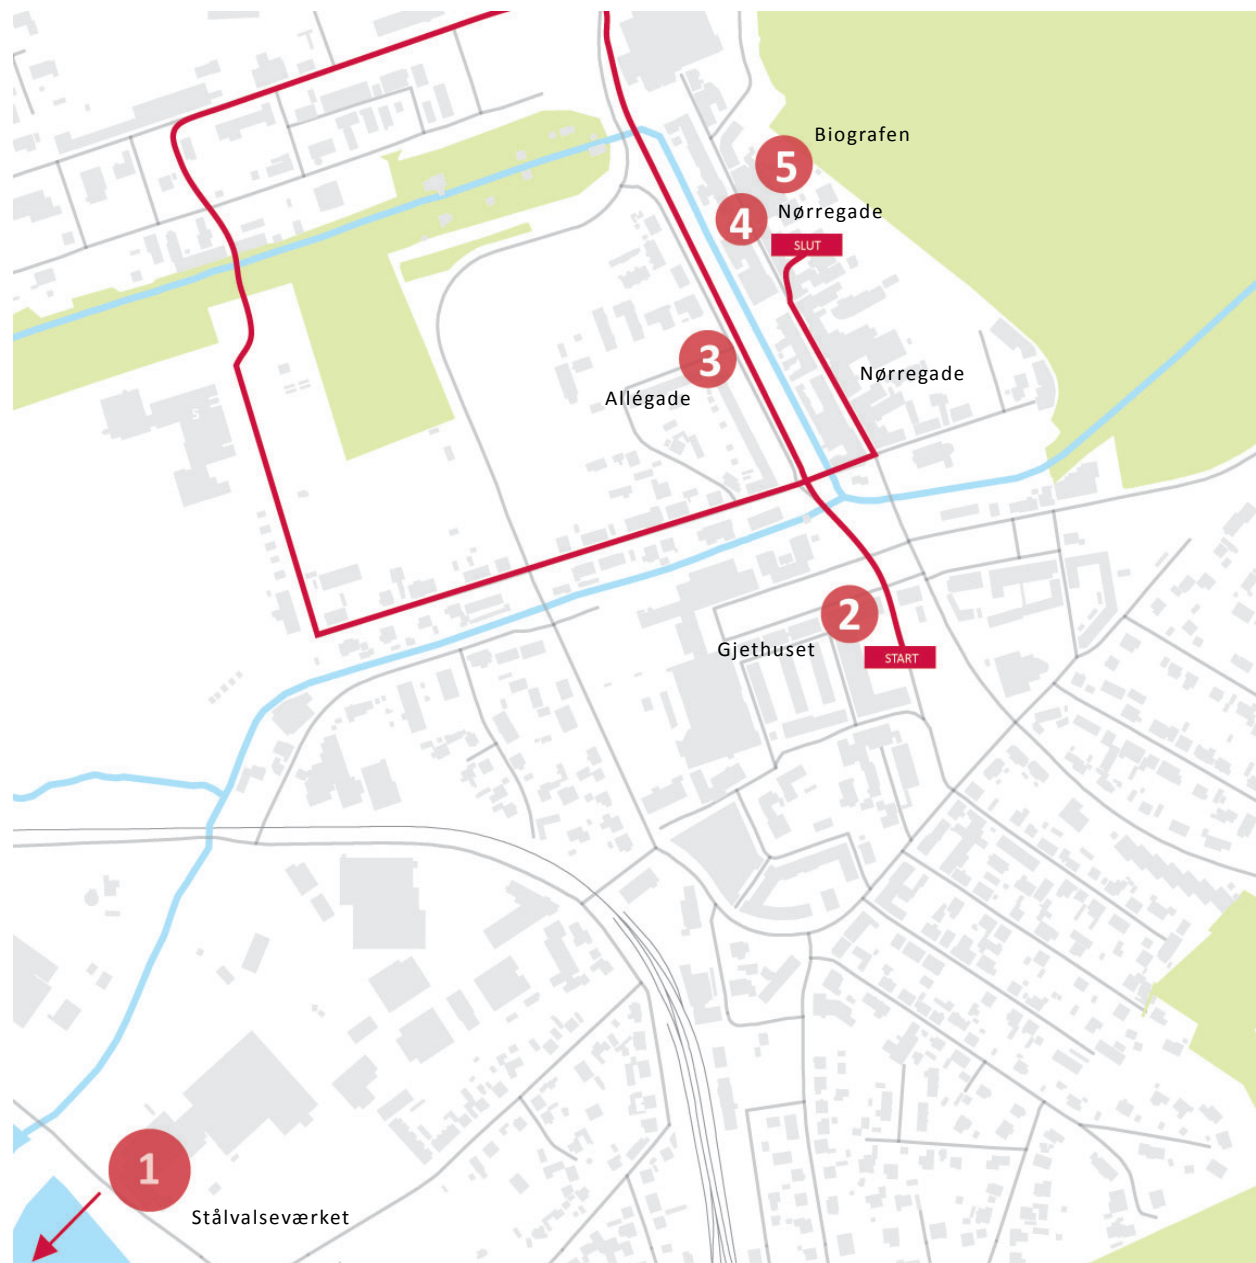 5
Biografen
4
Nørregade
SLUT
3
Allégade
Nørregade
S
2
Gjethuset
START
1
Stålvalseværket